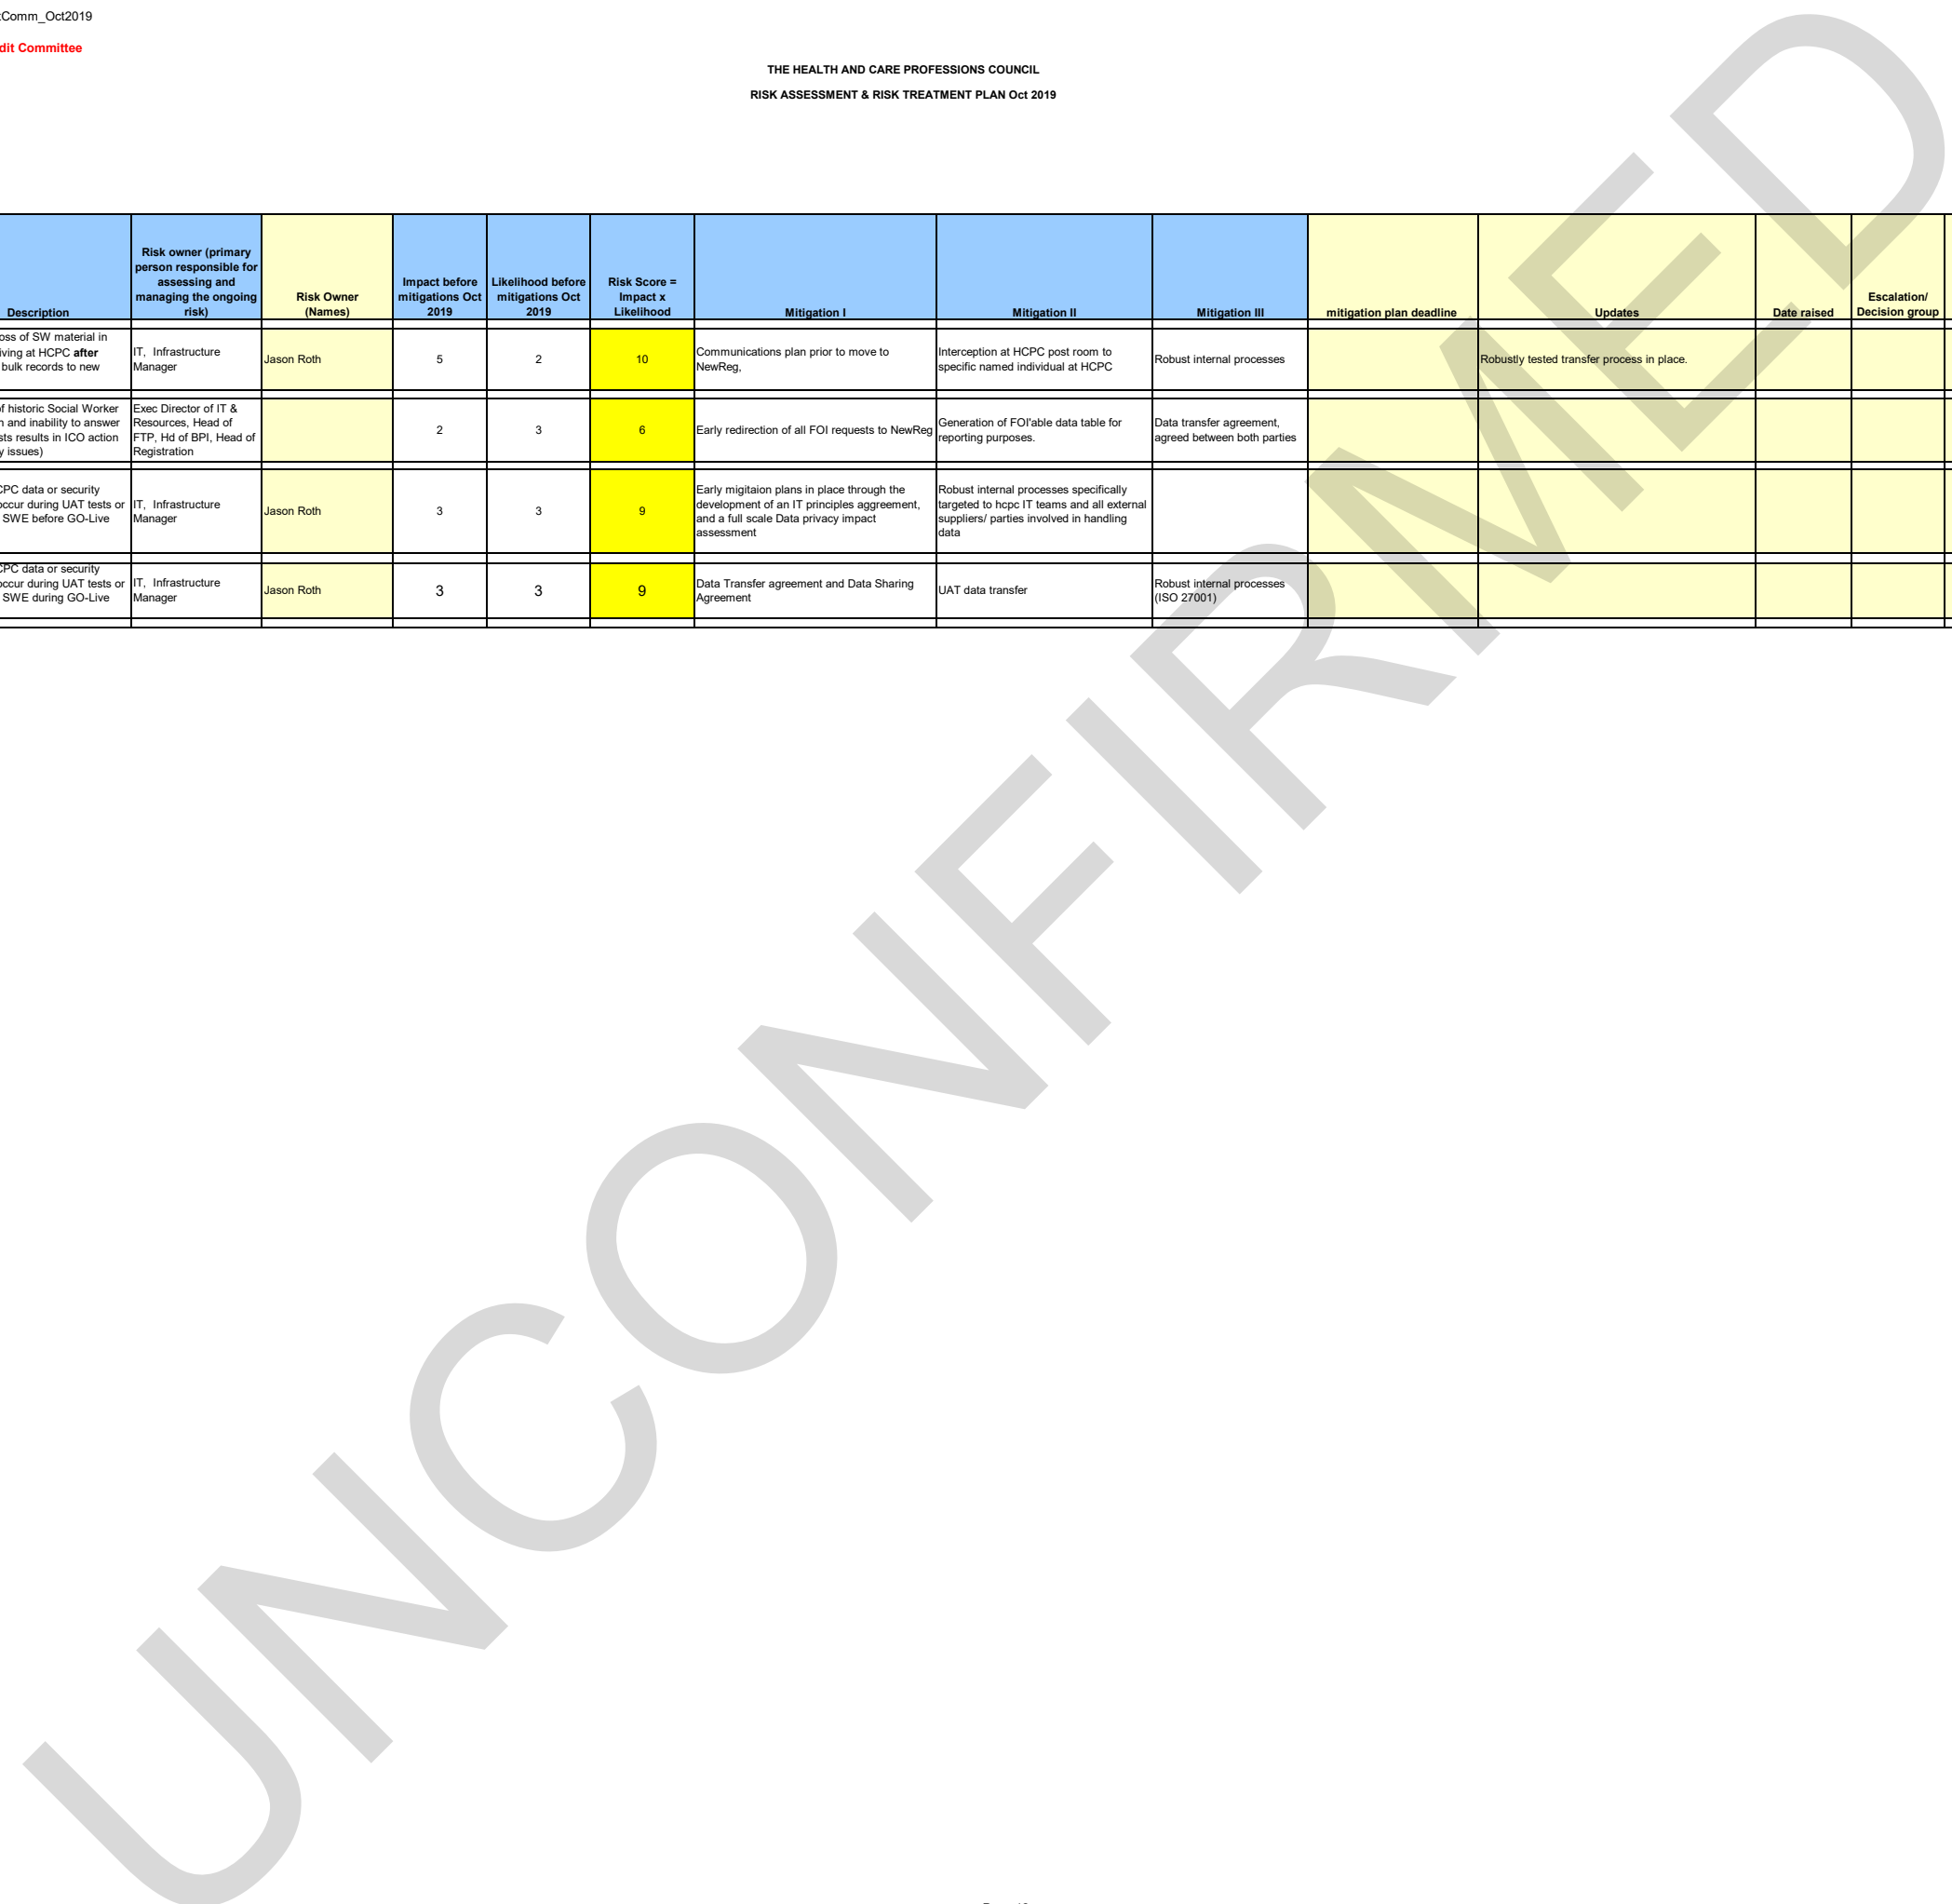 Comm_Oct2019
dit Committee
THE HEALTH AND CARE PROFESSIONS COUNCIL
RISK ASSESSMENT & RISK TREATMENT PLAN Oct 2019
Description
Risk owner (primary
person responsible for
assessing and
managing the ongoing
risk)
Risk Owner
(Names)
Impact before
mitigations Oct
2019
Likelihood before
mitigations Oct
2019
Risk Score =
Impact x
Likelihood
Mitigation I
Mitigation II
Mitigation III
mitigation plan deadline
Updates
Date raised
Escalation/
Decision group
oss of SW material in
iving at HCPC after
bulk records to new
IT, Infrastructure
Manager
Jason Roth
5
2
10
Communications plan prior to move to
NewReg,
Interception at HCPC post room to
specific named individual at HCPC
Robust internal processes
Robustly tested transfer process in place.
of historic Social Worker
n and inability to answer
sts results in ICO action
y issues)
Exec Director of IT &
Resources, Head of
FTP, Hd of BPI, Head of
Registration
2
3
6
Early redirection of all FOI requests to NewReg
Generation of FOI'able data table for
reporting purposes.
Data transfer agreement,
agreed between both parties
CPC data or security
occur during UAT tests or
SWE before GO-Live
IT, Infrastructure
Manager
Jason Roth
3
3
9
Early migitaion plans in place through the
development of an IT principles aggreement,
and a full scale Data privacy impact
assessment
Robust internal processes specifically
targeted to hcpc IT teams and all external
suppliers/ parties involved in handling
data
CPC data or security
occur during UAT tests or
SWE during GO-Live
IT, Infrastructure
Manager
Jason Roth
3
3
9
Data Transfer agreement and Data Sharing
Agreement
UAT data transfer
Robust internal processes
(ISO 27001)
UNCONFIRMED